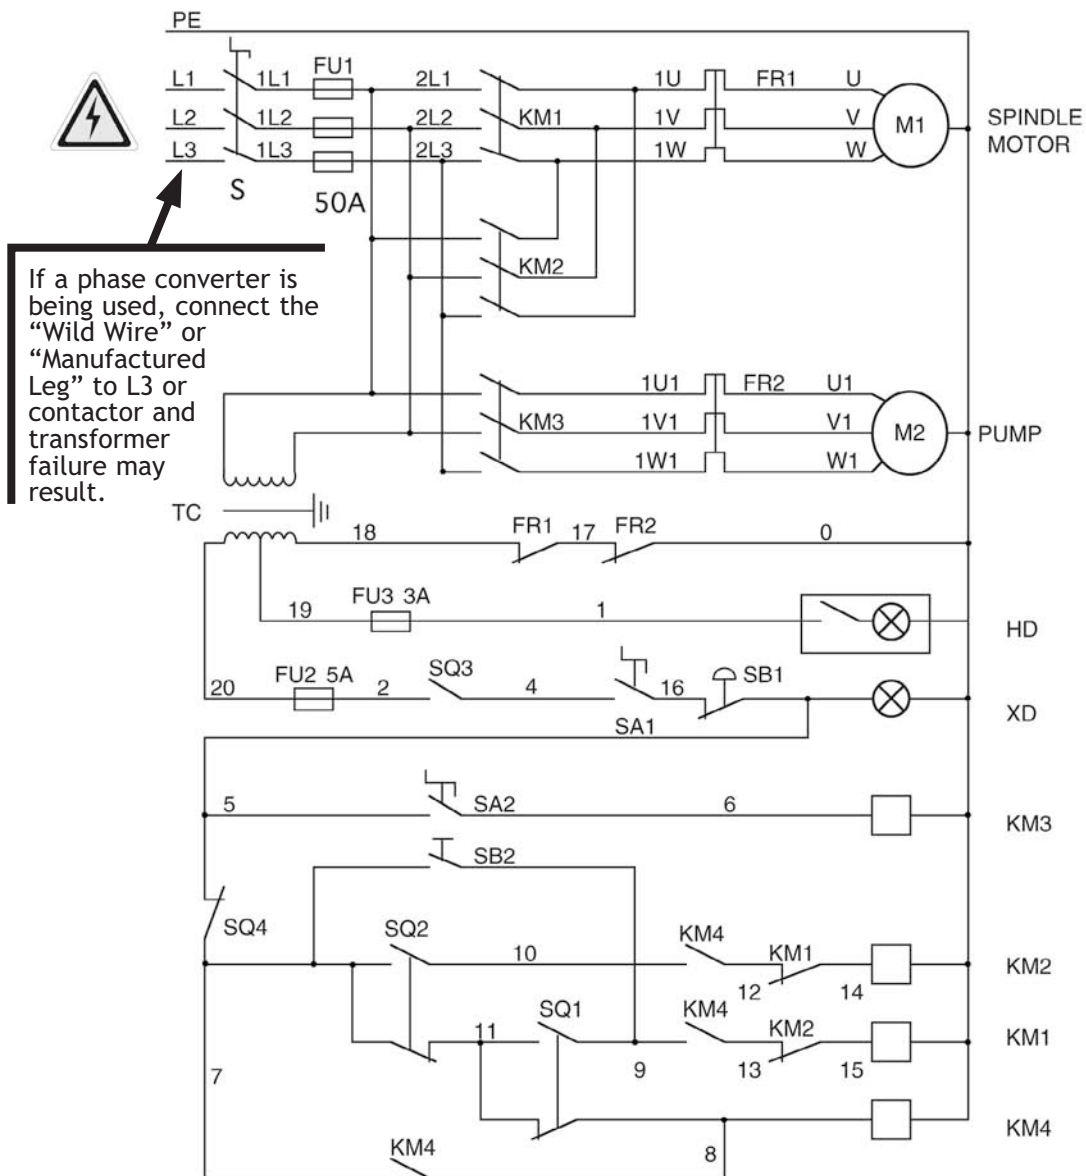 PE
L1 1L1 FU1 2L1 1U FR1 U
L2 1L2 2L2 KM1 1V V M1 SPINDLE
L3 1L3 2L3 1W W MOTOR
S 50A
KM2
If a phase converter is
being used, connect the
“Wild Wire” or
“Manufactured
Leg” to L3 or
contactor and
transformer
failure may
result.
1U1 FR2 U1
KM3 1V1 V1 M2 PUMP
1W1 W1
TC
18 FR1 17 FR2 0
19 FU3 3A 1 HD
20 FU2 5A 2 SQ3 4 16 SB1 XD
SA1
5 SA2 6 KM3
SB2
SQ4
SQ2 10 KM4 12 KM1 14 KM2
11 SQ1 9 KM4 13 KM2 15 KM1
7
KM4
KM4 8